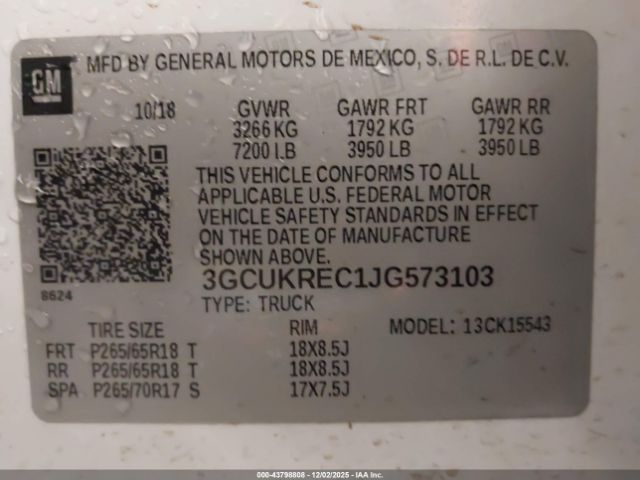 GM MFD BY GENERAL MOTORS DE MEXICO, S. DE R.L. DE C.V.
10/18 GVWR GAWR FRT GAWR RR
3266 KG 1792 KG 1792 KG
7200 LB 3950 LB 3950 LB
THIS VEHICLE CONFORMS TO ALL
APPLICABLE U.S. FEDERAL MOTOR
VEHICLE SAFETY STANDARDS IN EFFECT
ON THE DATE OF MANUFACTURE
SHOWN ABOVE.
3GCUKREC1JG573103
8624
TYPE: TRUCK
TIRE SIZE RIM MODEL: 13CK15543
FRT P265/65R18 T 18X8.5J
RR P265/65R18 T 18X8.5J
SPA P265/70R17 S 17X7.5J
000-43798808 - 12/02/2025 - IAA, Inc.